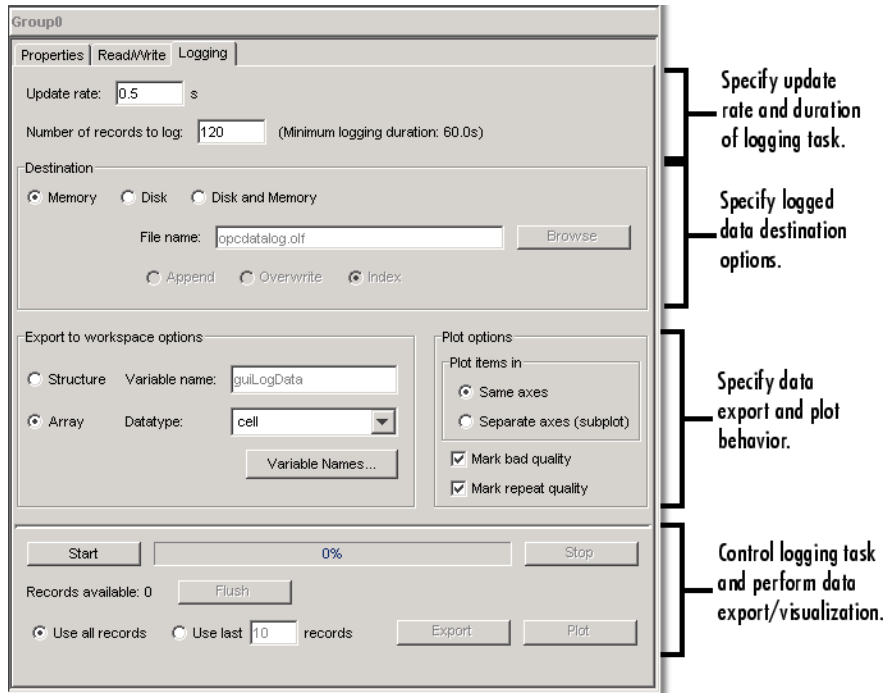 Group0
Properties Read/Write Logging
Update rate: 0.5 s
Number of records to log: 120 (Minimum logging duration: 60.0s)
Specify update
rate and duration
of logging task.
Destination
Memory Disk Disk and Memory
File name: opcdatalog.olf Browse
Append Overwrite Index
Specify logged
data destination
options.
Export to workspace options
Structure Variable name: guiLogData
Array Datatype: cell
Variable Names...
Plot options
Plot items in
Same axes
Separate axes (subplot)
Mark bad quality
Mark repeat quality
Specify data
export and plot
behavior.
Start 0% Stop
Records available: 0 Flush
Use all records Use last 10 records Export Plot
Control logging task
and perform data
export/visualization.